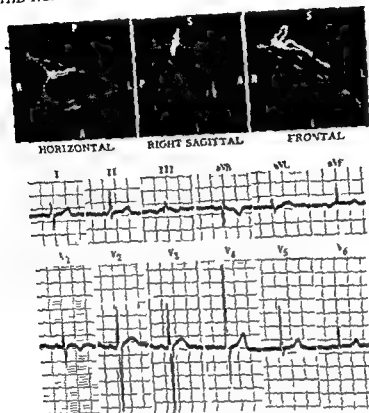 P S S
R L P A R L
A I
HORIZONTAL RIGHT SAGITTAL FRONTAL
I II III aVR aVL aVF
V1 V2 V3 V4 V5 V6